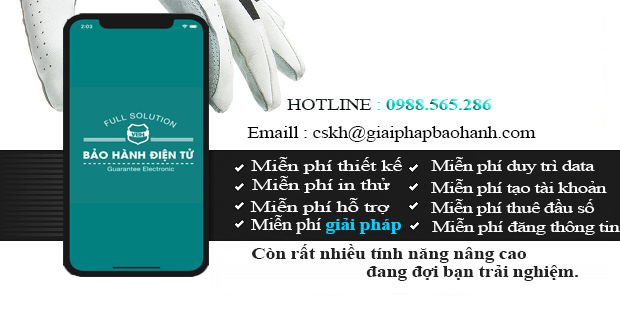 2:03
FULL SOLUTION
BẢO HÀNH ĐIỆN TỬ
Guarantee Electronic
HOTLINE : 0988.565.286
Emaill : cskh@giaiphapbaohanh.com
Miễn phí thiết kế
Miễn phí in thử
Miễn phí hỗ trợ
Miễn phí giải pháp
Miễn phí duy trì data
Miễn phí tạo tài khoản
Miễn phí thuê đầu số
Miễn phí đăng thông tin
Còn rất nhiều tính năng nâng cao
đang đợi bạn trải nghiệm.